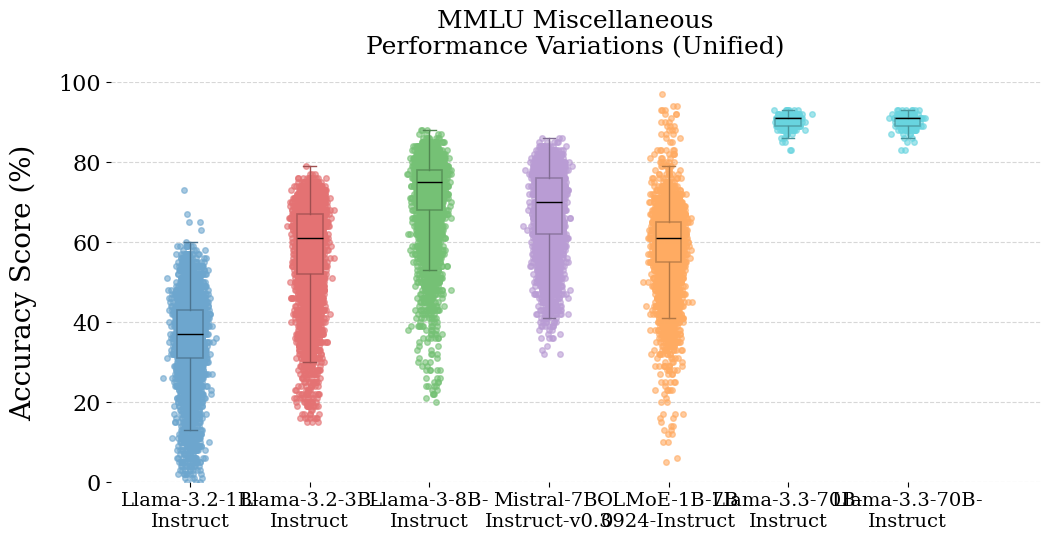 MMLU Miscellaneous
Performance Variations (Unified)
Accuracy Score (%)
100
80
60
40
20
0
Llama-3.2-1B-
Instruct
Llama-3.2-3B-
Instruct
Llama-3-8B-
Instruct
Mistral-7B-
Instruct-v0.3
OLMoE-1B-7B-
0924-Instruct
Llama-3.3-70B-
Instruct
Llama-3.3-70B-
Instruct